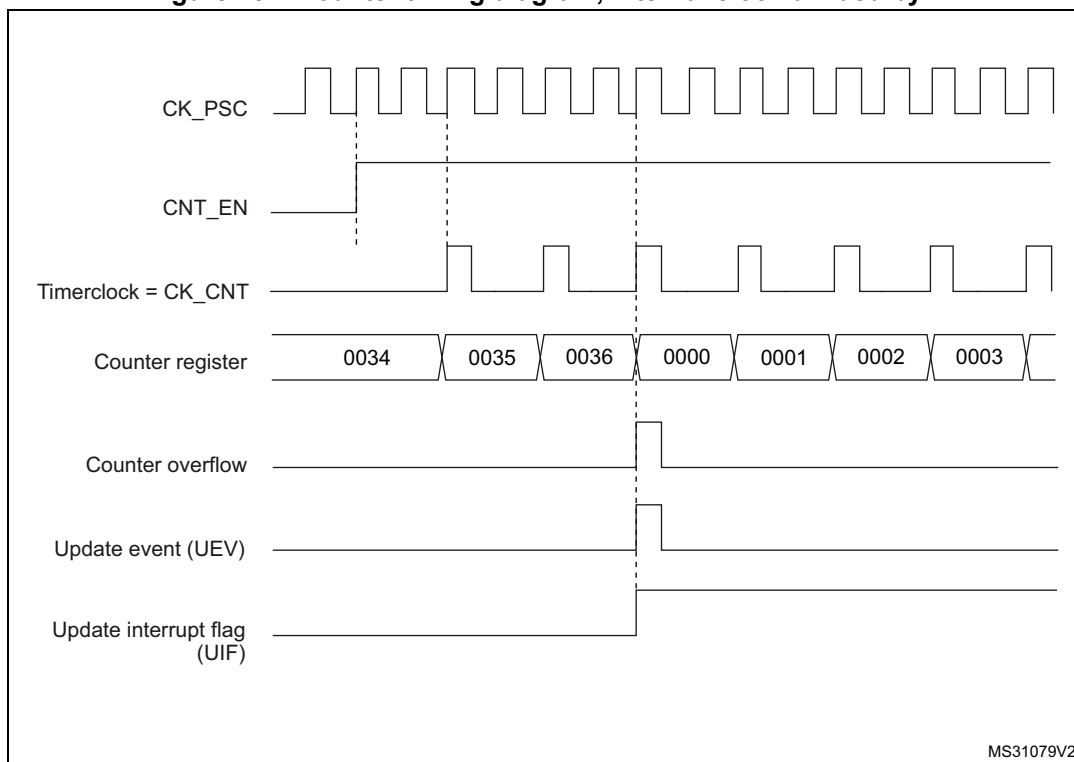 CK_PSC
CNT_EN
Timerclock = CK_CNT
Counter register
0034 0035 0036 0000 0001 0002 0003
Counter overflow
Update event (UEV)
Update interrupt flag
(UIF)
MS31079V2